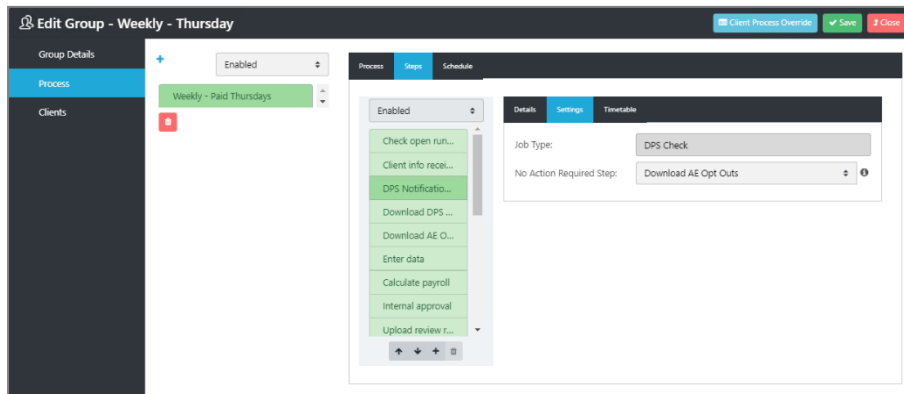 Edit Group - Weekly - Thursday
Client Process Override
Save
Close
Group Details
Process
Clients
Enabled
Weekly - Paid Thursdays
Process Steps Schedule
Enabled
Check open run...
Client info recei...
DPS Notificatio...
Download DPS ...
Download AE O...
Enter data
Calculate payroll
Internal approval
Upload review r...
Details Settings Timetable
Job Type: DPS Check
No Action Required Step: Download AE Opt Outs